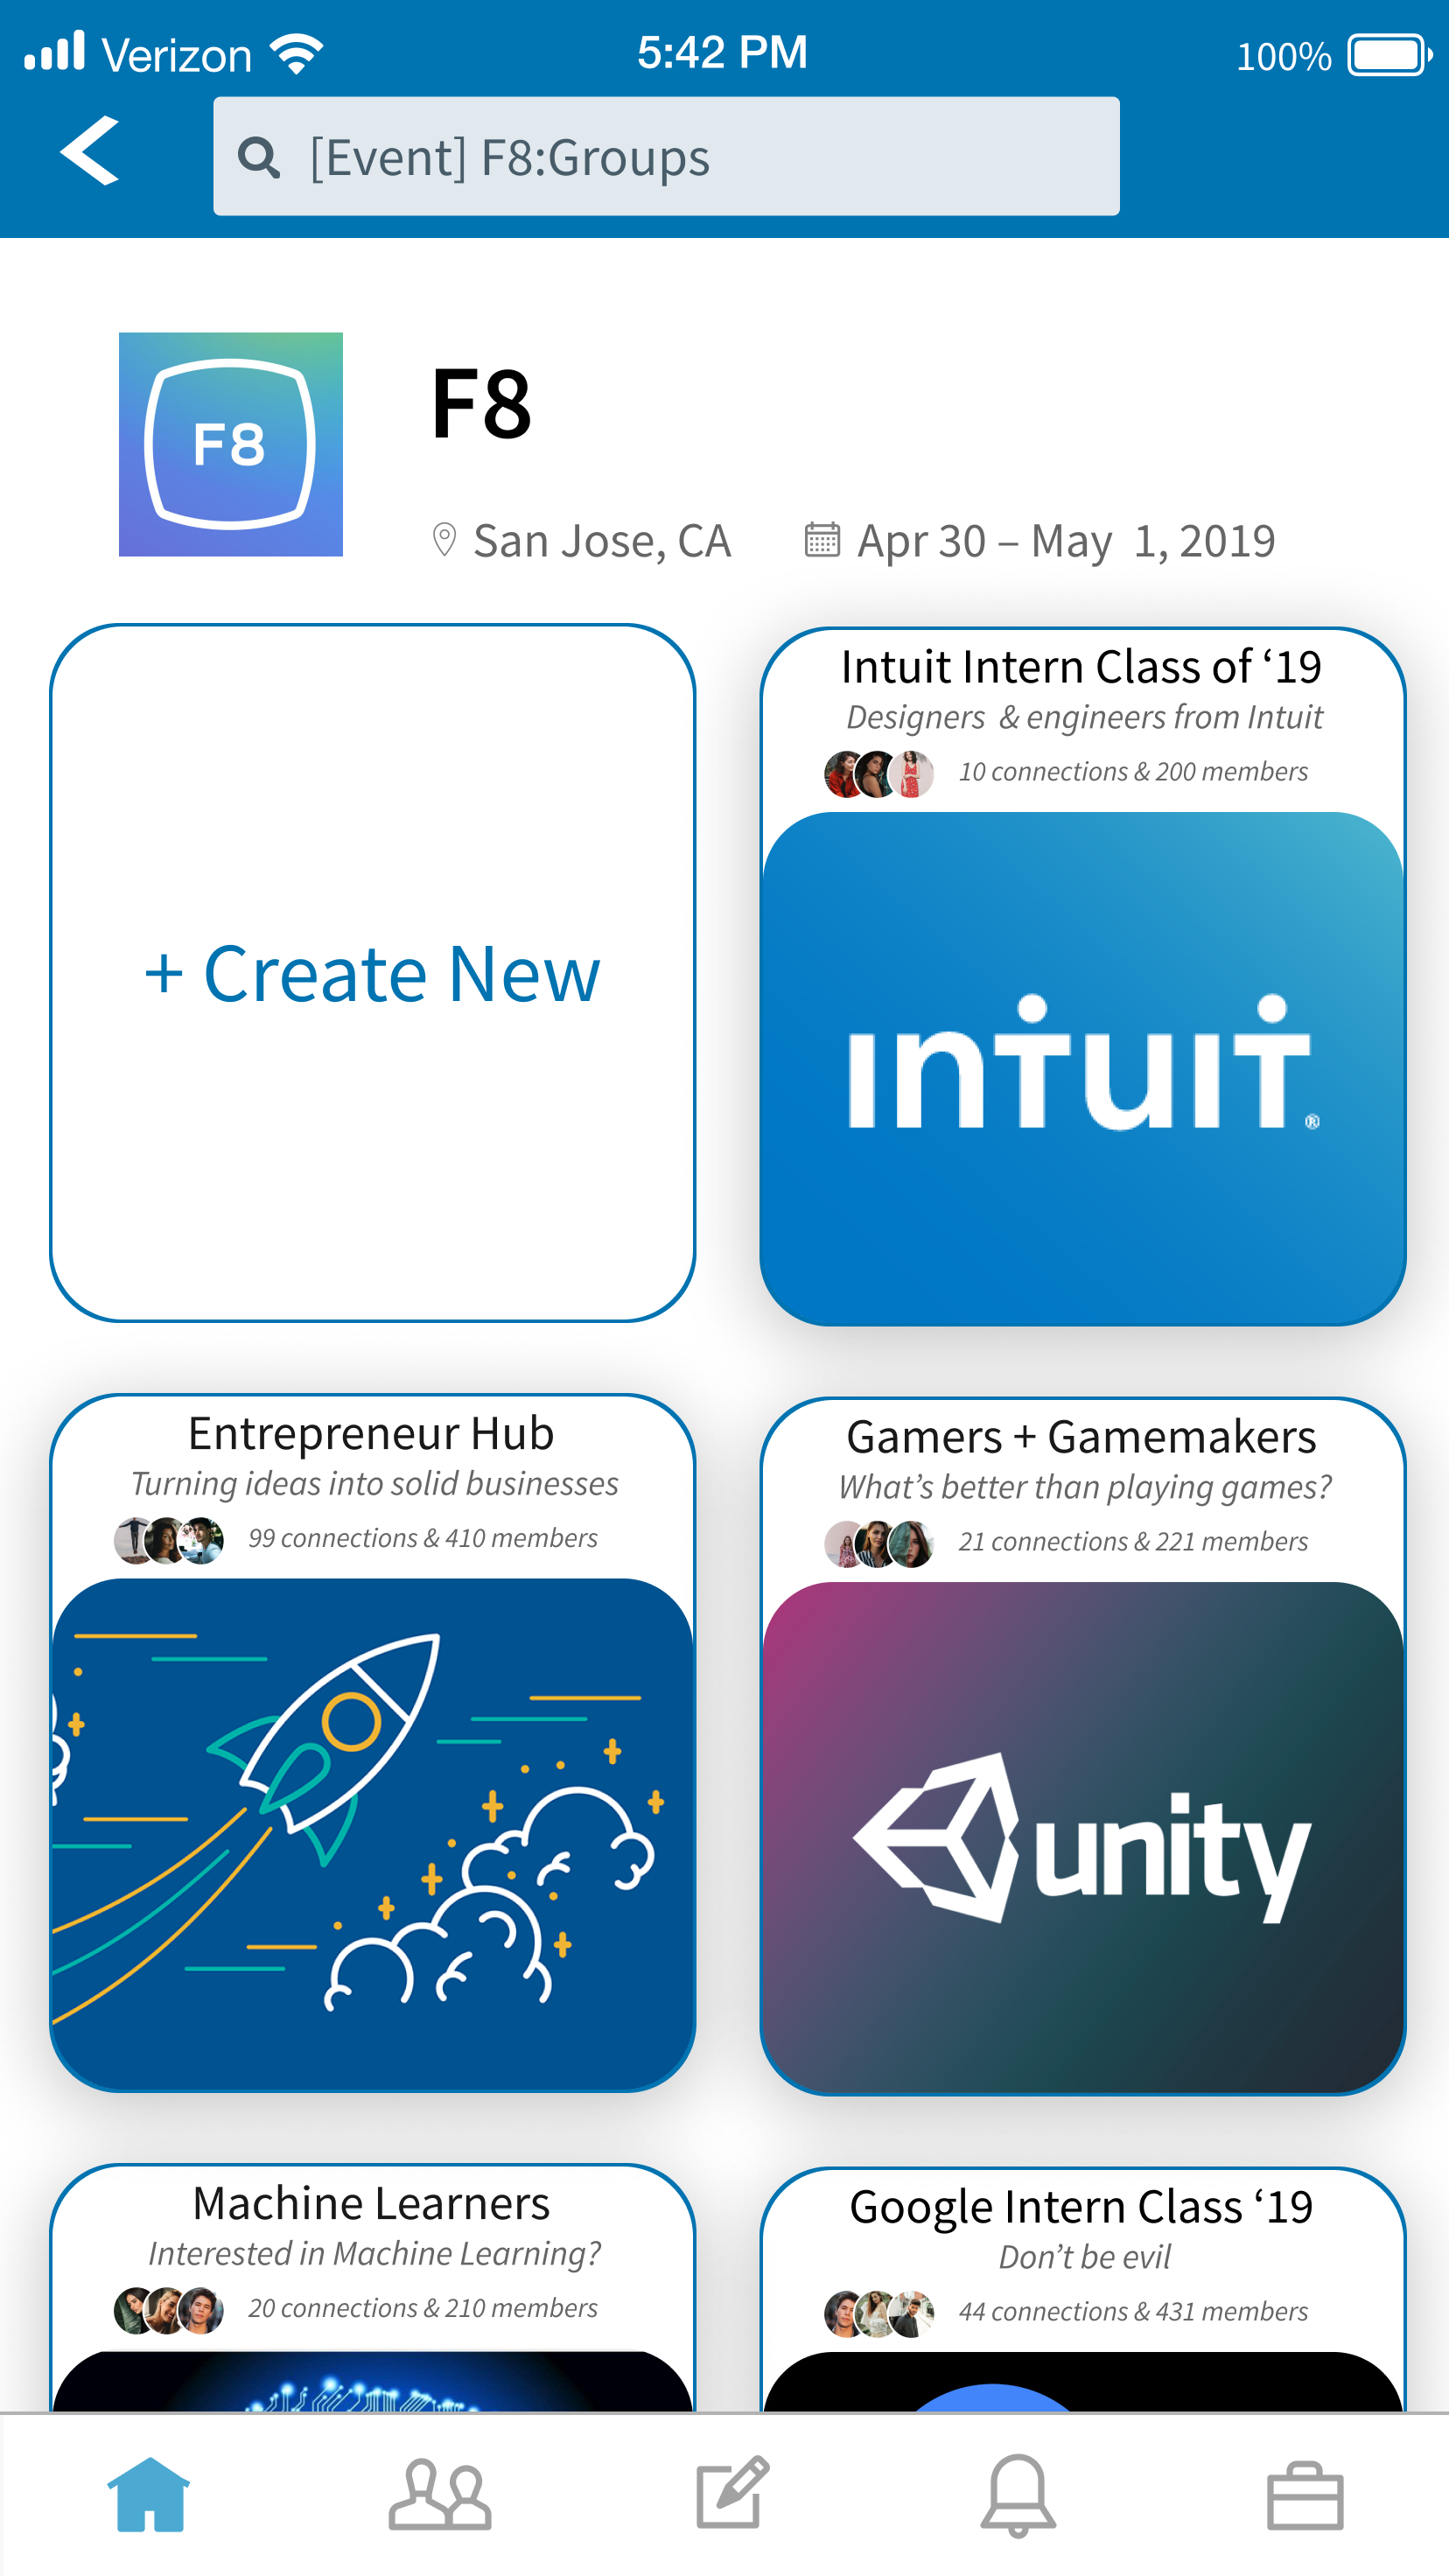 Verizon
5:42 PM
100%
[Event] F8:Groups
F8
F8
San Jose, CA
Apr 30 – May  1, 2019
+ Create New
Intuit Intern Class of ‘19
Designers  & engineers from Intuit
10 connections & 200 members
intuit®
Entrepreneur Hub
Turning ideas into solid businesses
99 connections & 410 members
Gamers + Gamemakers
What’s better than playing games?
21 connections & 221 members
unity
Machine Learners
Interested in Machine Learning?
20 connections & 210 members
Google Intern Class ‘19
Don’t be evil
44 connections & 431 members